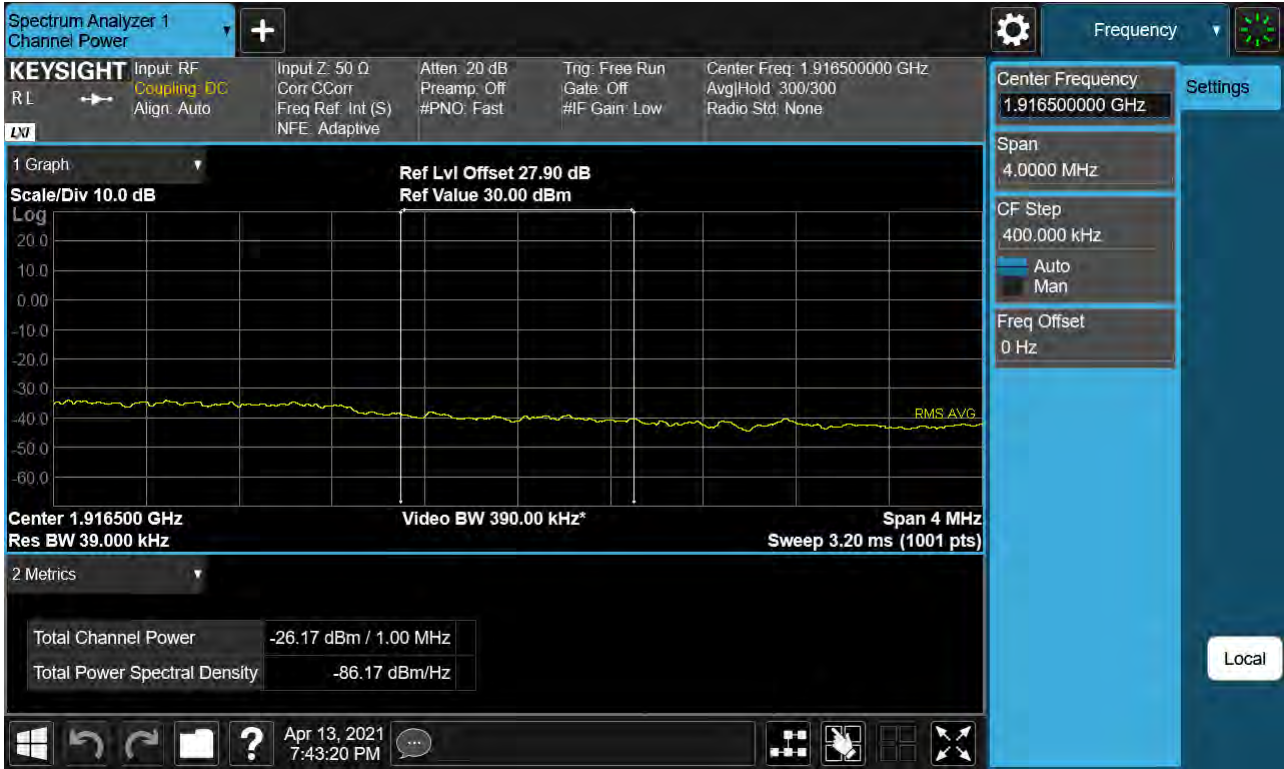 Spectrum Analyzer 1
Channel Power
Frequency
KEYSIGHT
R L
LXI
Input: RF
Coupling: DC
Align: Auto
Input Z: 50 Ω
Corr CCorr
Freq Ref: Int (S)
NFE: Adaptive
Atten: 20 dB
Preamp: Off
#PNO: Fast
Trig: Free Run
Gate: Off
#IF Gain: Low
Center Freq: 1.916500000 GHz
Avg|Hold: 300/300
Radio Std: None
Center Frequency
1.916500000 GHz
Settings
Span
4.0000 MHz
CF Step
400.000 kHz
Auto
Man
Freq Offset
0 Hz
Local
1 Graph
Ref Lvl Offset 27.90 dB
Scale/Div 10.0 dB
Ref Value 30.00 dBm
Log
20.0
10.0
0.00
-10.0
-20.0
-30.0
-40.0
-50.0
-60.0
RMS AVG
Center 1.916500 GHz
Video BW 390.00 kHz*
Span 4 MHz
Res BW 39.000 kHz
Sweep 3.20 ms (1001 pts)
2 Metrics
Total Channel Power -26.17 dBm / 1.00 MHz
Total Power Spectral Density -86.17 dBm/Hz
?
Apr 13, 2021
7:43:20 PM